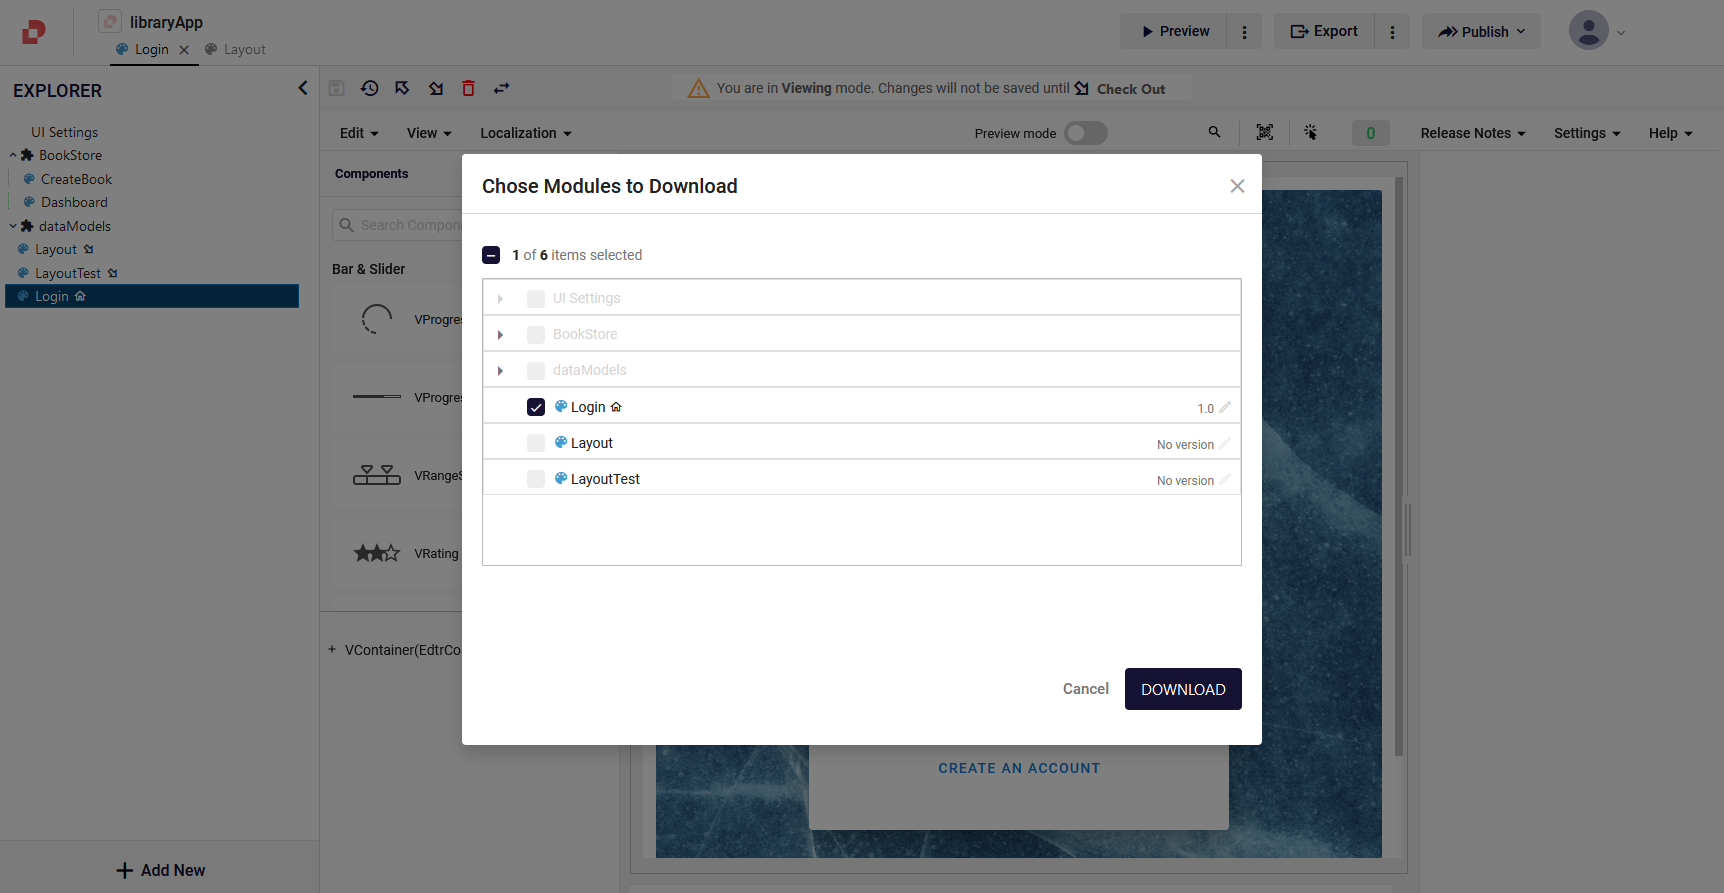 libraryApp
Login
Layout
Preview
Export
Publish
EXPLORER
You are in Viewing mode. Changes will not be saved until Check Out
UI Settings
BookStore
CreateBook
Dashboard
dataModels
Layout
LayoutTest
Login
Edit
View
Localization
Preview mode
0
Release Notes
Settings
Help
Components
Search Compon
Bar & Slider
VProgres
VProgres
VRangeS
VRating
+ VContainer(EdtrCo
Chose Modules to Download
1 of 6 items selected
UI Settings
BookStore
dataModels
Login
1.0
Layout
No version
LayoutTest
No version
Cancel
DOWNLOAD
CREATE AN ACCOUNT
Add New